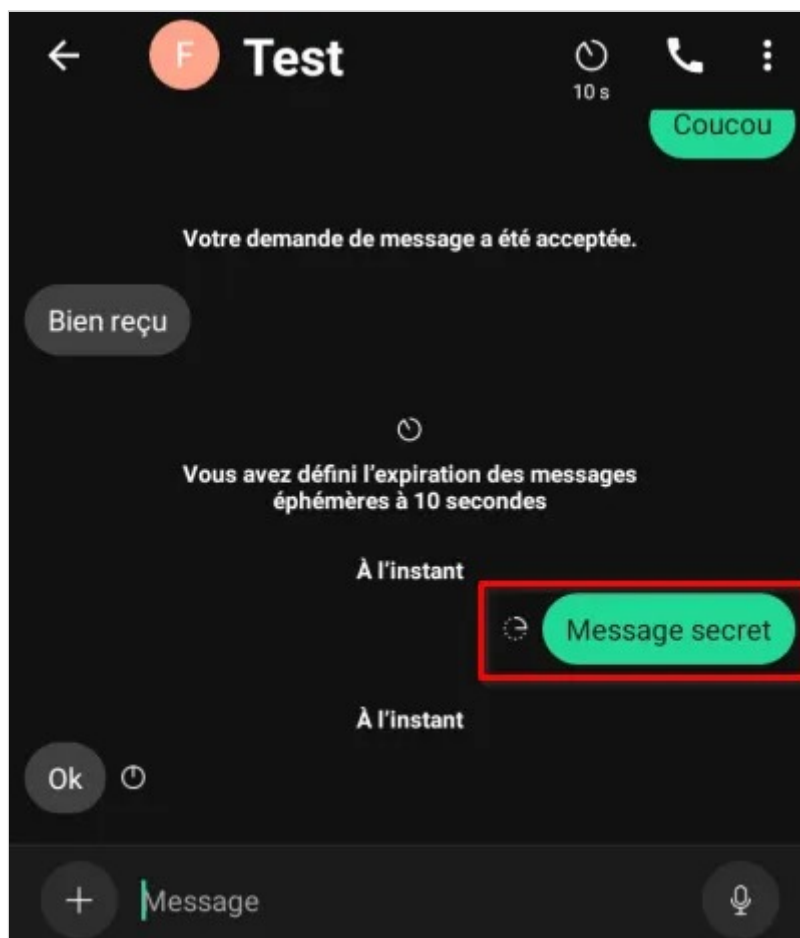 F
Test
10 s
Coucou
Votre demande de message a été acceptée.
Bien reçu
Vous avez défini l’expiration des messages
éphémères à 10 secondes
À l’instant
Message secret
À l’instant
Ok
Message